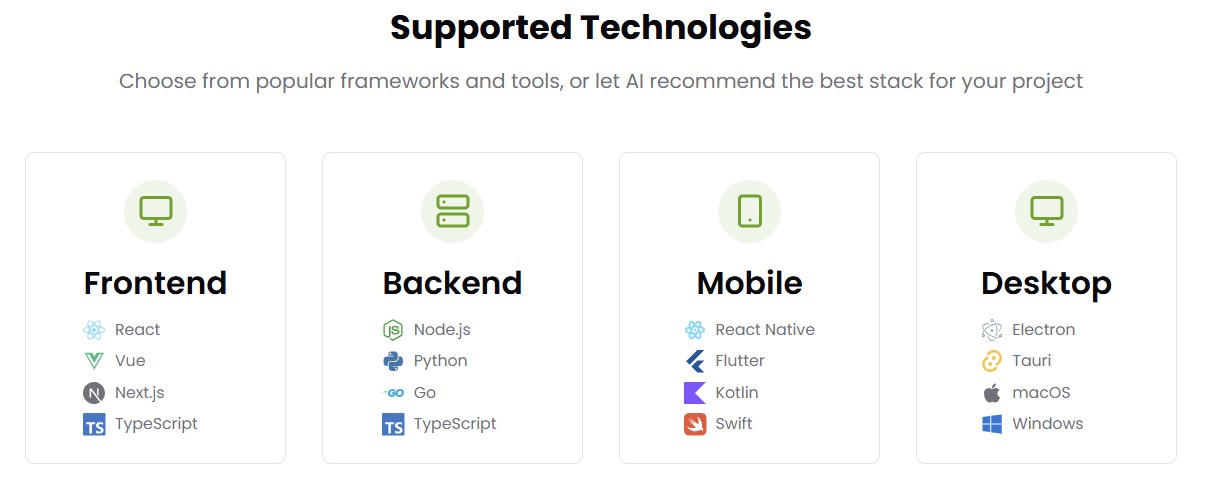 Supported Technologies
Choose from popular frameworks and tools, or let AI recommend the best stack for your project
Frontend
React
Vue
Next.js
TS TypeScript
Backend
JS Node.js
Python
GO Go
TS TypeScript
Mobile
React Native
Flutter
Kotlin
Swift
Desktop
Electron
Tauri
macOS
Windows